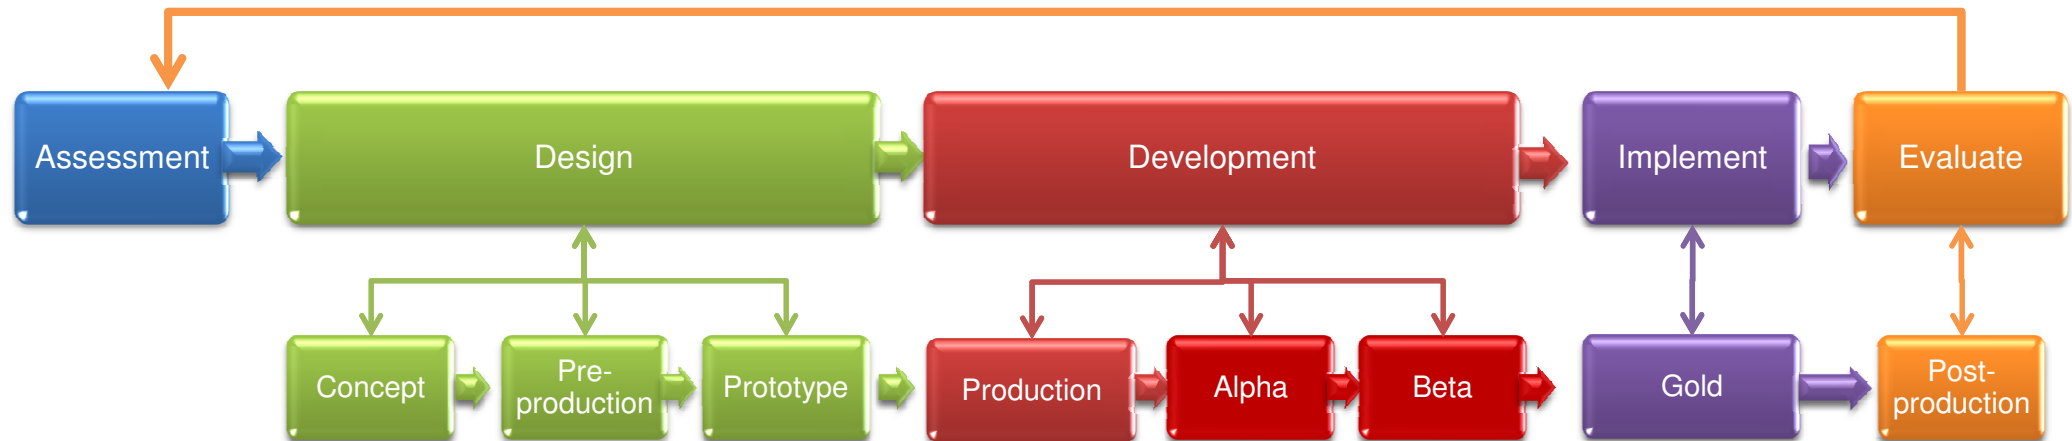 Assessment
Design
Development
Implement
Evaluate
Concept
Pre-
production
Prototype
Production
Alpha
Beta
Gold
Post-
production